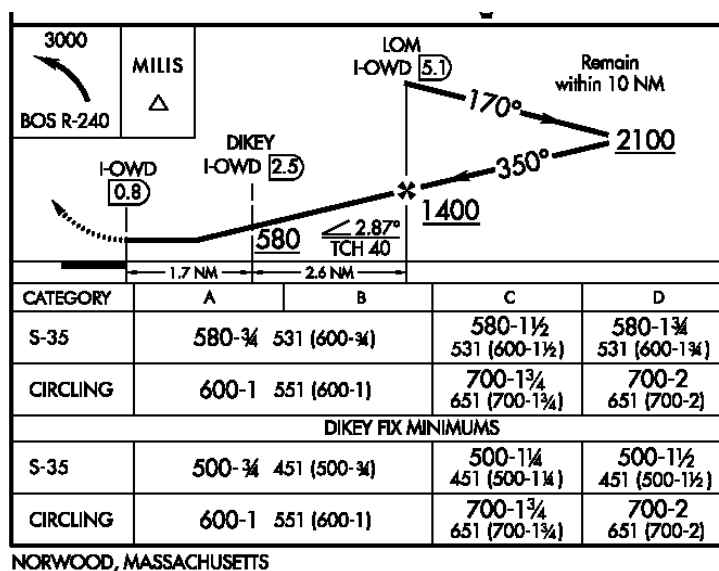 3000
BOS R-240
MILIS
LOM
I-OWD 5.1
Remain
within 10 NM
170°
2100
350°
1400
DIKEY
I-OWD 2.5
I-OWD
0.8
580
2.87°
TCH 40
1.7 NM
2.6 NM
CATEGORY A B C D
S-35 580-¾ 531 (600-¾) 580-1½ 531 (600-1½) 580-1¾ 531 (600-1¾)
CIRCLING 600-1 551 (600-1) 700-1¾ 651 (700-1¾) 700-2 651 (700-2)
DIKEY FIX MINIMUMS
S-35 500-¾ 451 (500-¾) 500-1¼ 451 (500-1¼) 500-1½ 451 (500-1½)
CIRCLING 600-1 551 (600-1) 700-1¾ 651 (700-1¾) 700-2 651 (700-2)
NORWOOD, MASSACHUSETTS